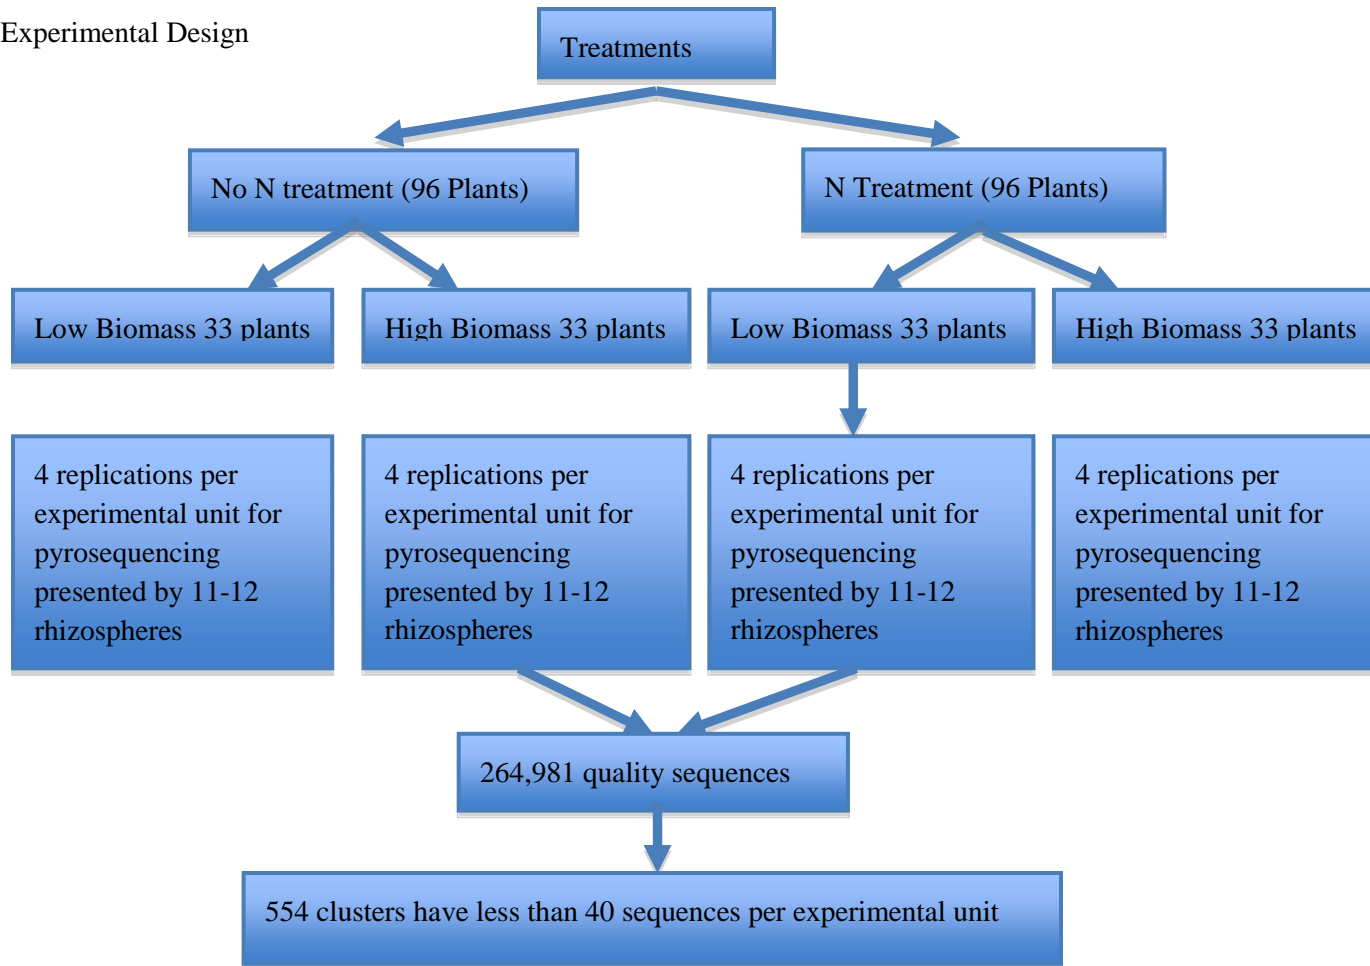 Experimental Design
Treatments
No N treatment (96 Plants)
N Treatment (96 Plants)
Low Biomass 33 plants
High Biomass 33 plants
Low Biomass 33 plants
High Biomass 33 plants
4 replications per
experimental unit for
pyrosequencing
presented by 11-12
rhizospheres
4 replications per
experimental unit for
pyrosequencing
presented by 11-12
rhizospheres
4 replications per
experimental unit for
pyrosequencing
presented by 11-12
rhizospheres
4 replications per
experimental unit for
pyrosequencing
presented by 11-12
rhizospheres
264,981 quality sequences
554 clusters have less than 40 sequences per experimental unit